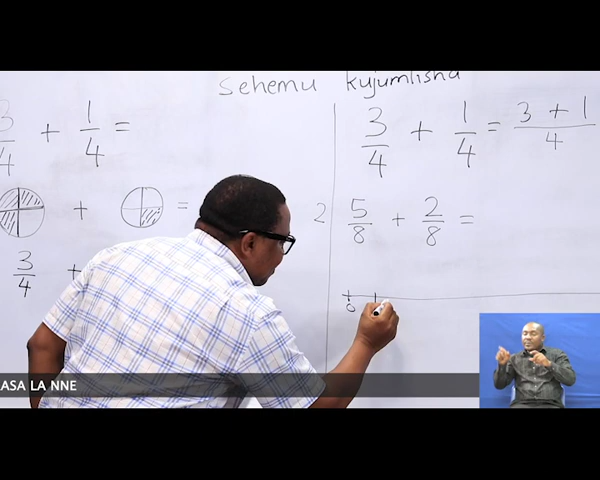 Sehemu kujumlisha
3/4 + 1/4 =
+ =
3/4 +
3/4 + 1/4 = 3 + 1/4
2 5/8 + 2/8 =
0
ASA LA NNE